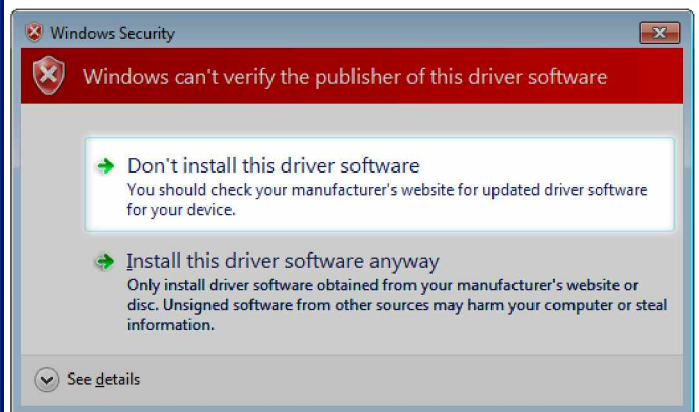 Windows Security
Windows can't verify the publisher of this driver software
Don't install this driver software
You should check your manufacturer's website for updated driver software
for your device.
Install this driver software anyway
Only install driver software obtained from your manufacturer's website or
disc. Unsigned software from other sources may harm your computer or steal
information.
See details